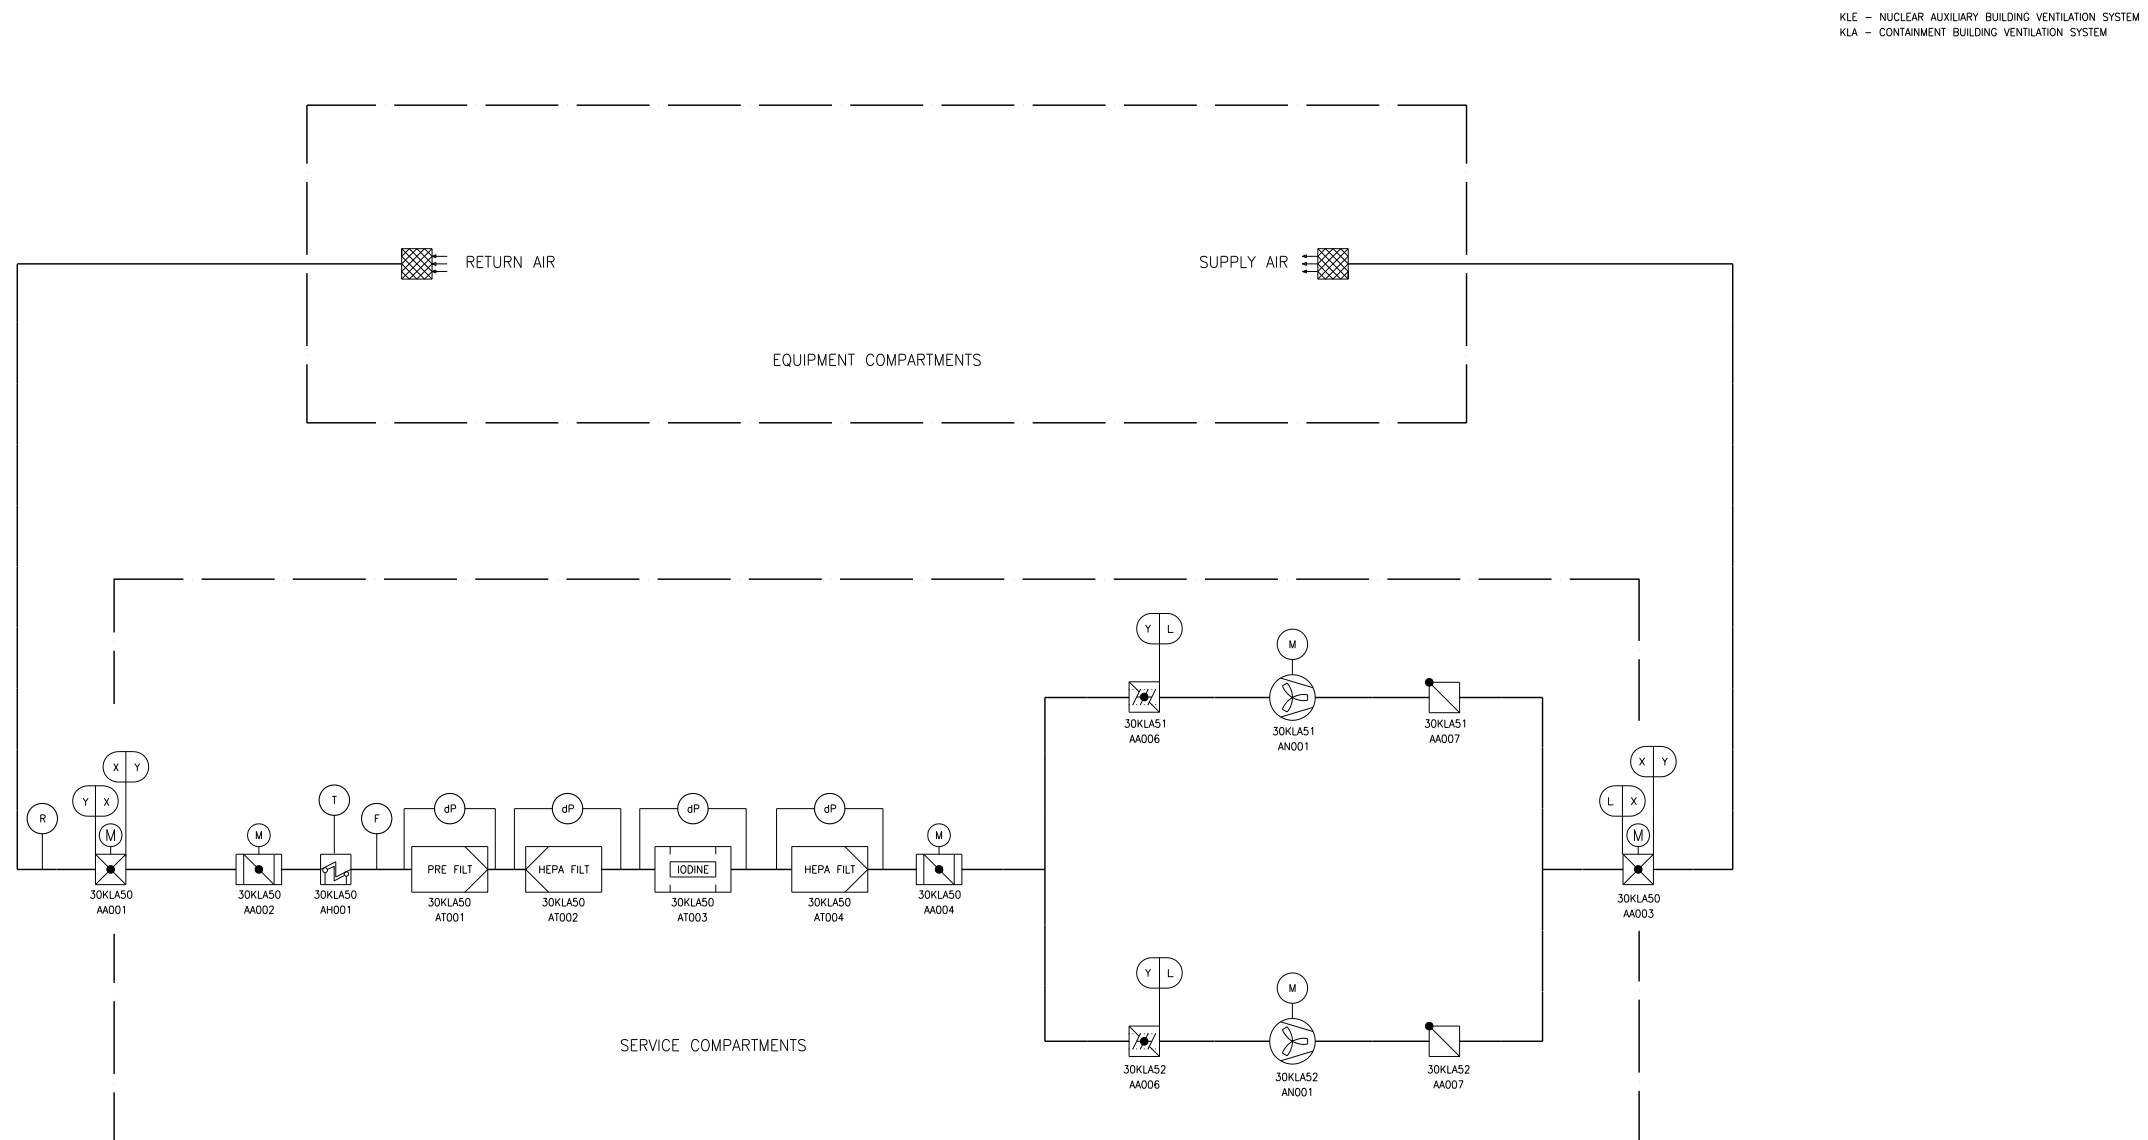 KLE – NUCLEAR AUXILIARY BUILDING VENTILATION SYSTEM
KLA – CONTAINMENT BUILDING VENTILATION SYSTEM
RETURN AIR
SUPPLY AIR
EQUIPMENT COMPARTMENTS
Y L
M
30KLA51
AA006
30KLA51
AN001
30KLA51
AA007
X Y
Y X
M
R
30KLA50
AA001
M
30KLA50
AA002
T
30KLA50
AH001
F
dP
PRE FILT
30KLA50
AT001
dP
HEPA FILT
30KLA50
AT002
dP
IODINE
30KLA50
AT003
dP
HEPA FILT
30KLA50
AT004
M
30KLA50
AA004
X Y
L X
M
30KLA50
AA003
Y L
M
30KLA52
AA006
30KLA52
AN001
30KLA52
AA007
SERVICE COMPARTMENTS